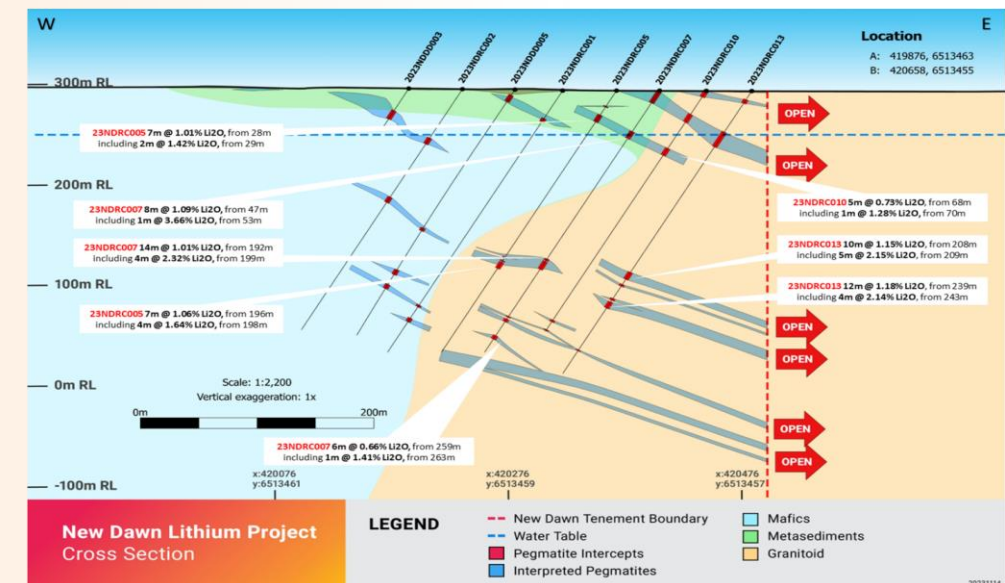 W
E
2023NDDD003
2023NDRC002
2023NDDD005
2023NDRC001
2023NDRC005
2023NDRC007
2023NDRC010
2023NDRC013
Location
A: 419876, 6513463
B: 420658, 6513455
300m RL
200m RL
100m RL
0m RL
-100m RL
23NDRC005 7m @ 1.01% Li2O, from 28m
including 2m @ 1.42% Li2O, from 29m
23NDRC007 8m @ 1.09% Li2O, from 47m
including 1m @ 3.66% Li2O, from 53m
23NDRC007 14m @ 1.01% Li2O, from 192m
including 4m @ 2.32% Li2O, from 199m
23NDRC005 7m @ 1.06% Li2O, from 196m
including 4m @ 1.64% Li2O, from 198m
23NDRC007 6m @ 0.66% Li2O, from 259m
including 1m @ 1.41% Li2O, from 263m
23NDRC010 5m @ 0.73% Li2O, from 68m
including 1m @ 1.28% Li2O, from 70m
23NDRC013 10m @ 1.15% Li2O, from 208m
including 5m @ 2.15% Li2O, from 209m
23NDRC013 12m @ 1.18% Li2O, from 239m
including 4m @ 2.14% Li2O, from 243m
OPEN
OPEN
OPEN
OPEN
OPEN
OPEN
Scale: 1:2,200
Vertical exaggeration: 1x
0m
200m
x:420076
y:6513461
x:420276
y:6513459
x:420476
y:6513457
New Dawn Lithium Project
Cross Section
LEGEND
New Dawn Tenement Boundary
Water Table
Pegmatite Intercepts
Interpreted Pegmatites
Mafics
Metasediments
Granitoid